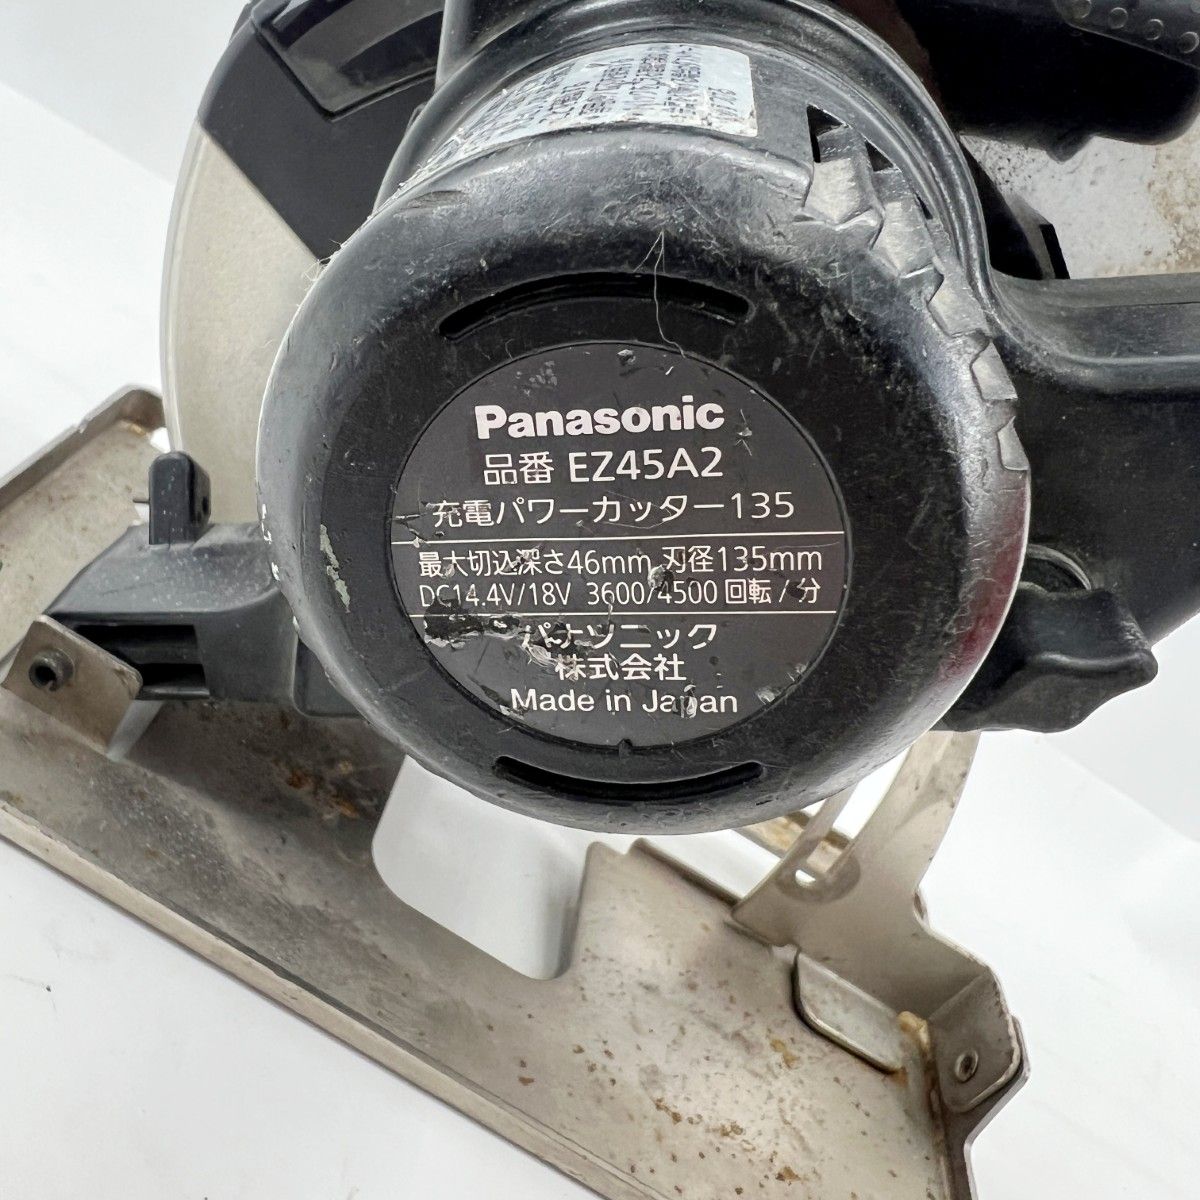 Panasonic
品番 EZ45A2
充電パワーカッター135
最大切込深さ46mm 刃径135mm
DC14.4V/18V 3600/4500 回転/分
パナソニック
株式会社
Made in Japan